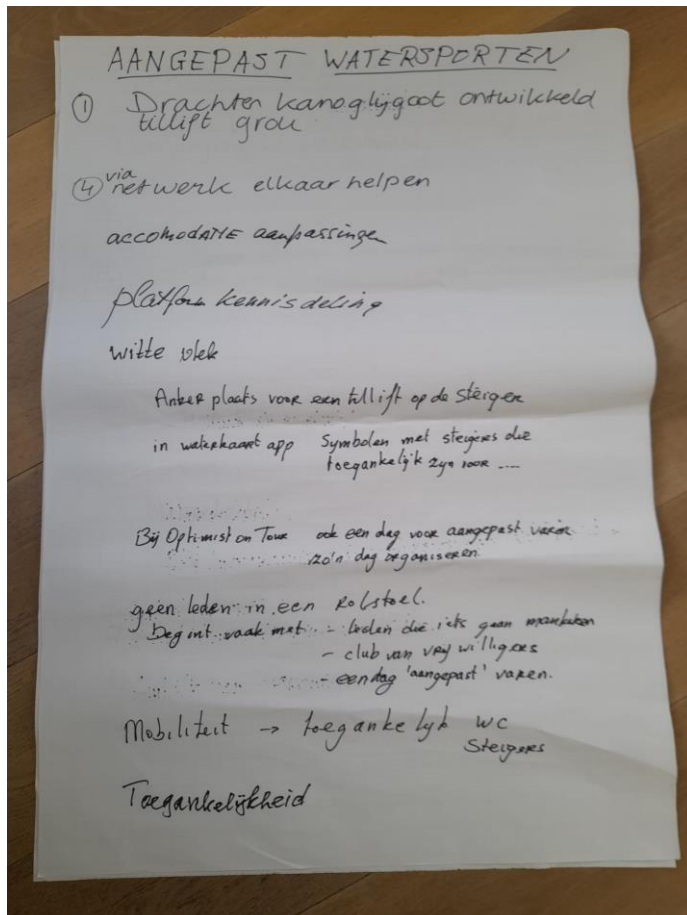 AANGEPAST WATERSPORTEN
① Drachten kanoglijgoot ontwikkeld
tillift grou
④ via netwerk elkaar helpen
accomodatie aanpassingen
platform kennisdeling
witte vlek
Anker plaats voor een tillift op de steiger
in waterkaart app Symbolen met steigers die
toegankelijk zijn voor ----
Bij Optimist on Tour ook een dag voor aangepast varen
zo'n dag organiseren
geen leden in een Rolstoel.
Begint vaak met - leden die iets gaan
- club van vrijwilligers
- een dag 'aangepast' varen.
Mobiliteit → toegankelijk WC
Steigers
Toegankelijkheid